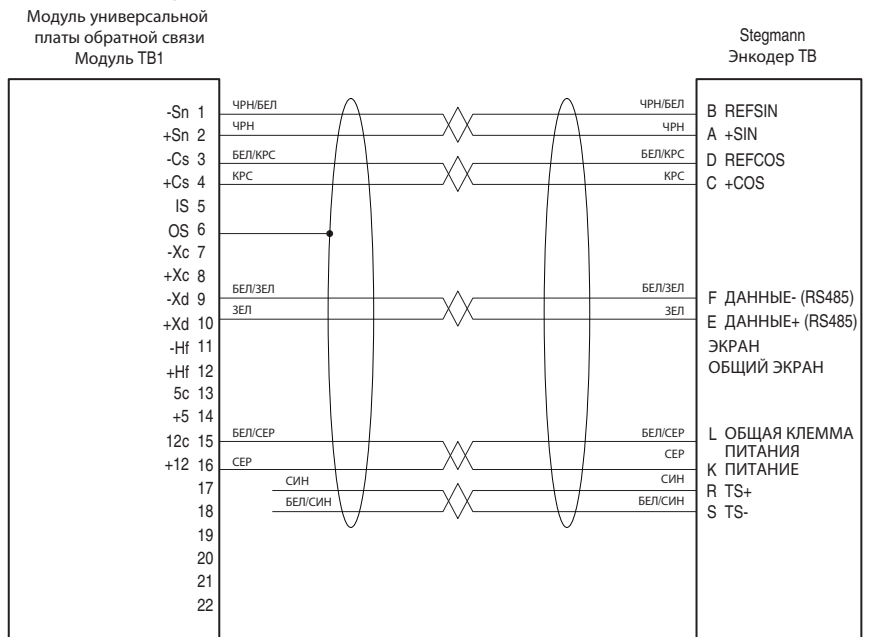 Модуль универсальной
платы обратной связи
Модуль TB1
Stegmann
Энкодер ТВ
-Sn 1 ЧРН/БЕЛ ЧРН/БЕЛ B REFSIN
+Sn 2 ЧРН ЧРН A +SIN
-Cs 3 БЕЛ/КРС БЕЛ/КРС D REFCOS
+Cs 4 КРС КРС C +COS
IS 5
OS 6
-Xc 7
+Xc 8
-Xd 9 БЕЛ/ЗЕЛ БЕЛ/ЗЕЛ F ДАННЫЕ- (RS485)
+Xd 10 ЗЕЛ ЗЕЛ E ДАННЫЕ+ (RS485)
-Hf 11 ЭКРАН
+Hf 12 ОБЩИЙ ЭКРАН
5c 13
+5 14
12c 15 БЕЛ/СЕР БЕЛ/СЕР L ОБЩАЯ КЛЕММА
ПИТАНИЯ
+12 16 СЕР СЕР K ПИТАНИЕ
17 СИН СИН R TS+
18 БЕЛ/СИН БЕЛ/СИН S TS-
19
20
21
22